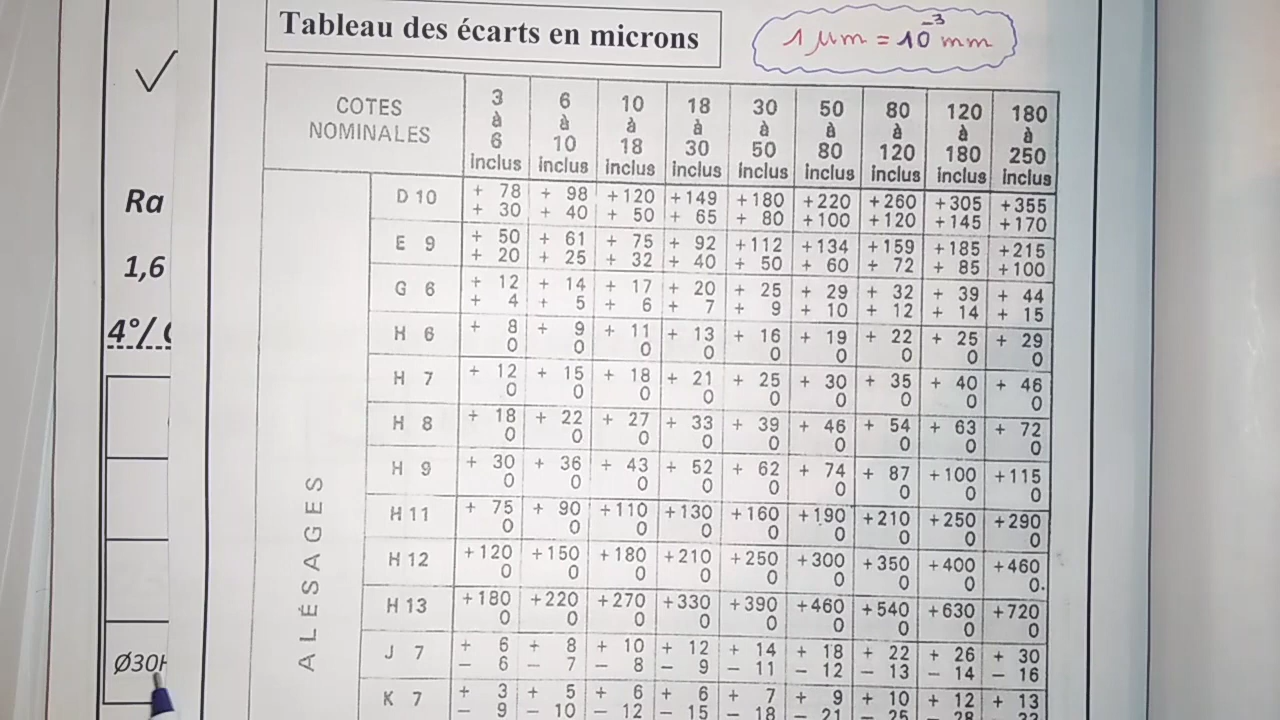 Tableau des écarts en microns
1 µm = 10⁻³ mm
Ra
1,6
4°/
Ø30H
COTES NOMINALES
3 à 6 inclus
6 à 10 inclus
10 à 18 inclus
18 à 30 inclus
30 à 50 inclus
50 à 80 inclus
80 à 120 inclus
120 à 180 inclus
180 à 250 inclus
ALÉSAGES
D 10 + 78 + 98 +120 +149 +180 +220 +260 +305 +355
+ 30 + 40 + 50 + 65 + 80 +100 +120 +145 +170
E 9 + 50 + 61 + 75 + 92 +112 +134 +159 +185 +215
+ 20 + 25 + 32 + 40 + 50 + 60 + 72 + 85 +100
G 6 + 12 + 14 + 17 + 20 + 25 + 29 + 32 + 39 + 44
+ 4 + 5 + 6 + 7 + 9 + 10 + 12 + 14 + 15
H 6 + 8 + 9 + 11 + 13 + 16 + 19 + 22 + 25 + 29
0 0 0 0 0 0 0 0 0
H 7 + 12 + 15 + 18 + 21 + 25 + 30 + 35 + 40 + 46
0 0 0 0 0 0 0 0 0
H 8 + 18 + 22 + 27 + 33 + 39 + 46 + 54 + 63 + 72
0 0 0 0 0 0 0 0 0
H 9 + 30 + 36 + 43 + 52 + 62 + 74 + 87 +100 +115
0 0 0 0 0 0 0 0 0
H 11 + 75 + 90 +110 +130 +160 +190 +210 +250 +290
0 0 0 0 0 0 0 0 0
H 12 +120 +150 +180 +210 +250 +300 +350 +400 +460
0 0 0 0 0 0 0 0 0.
H 13 +180 +220 +270 +330 +390 +460 +540 +630 +720
0 0 0 0 0 0 0 0 0
J 7 + 6 + 8 + 10 + 12 + 14 + 18 + 22 + 26 + 30
− 6 − 7 − 8 − 9 − 11 − 12 − 13 − 14 − 16
K 7 + 3 + 5 + 6 + 6 + 7 + 9 + 10 + 12 + 13
− 9 − 10 − 12 − 15 − 18 − 21 − 25 − 28